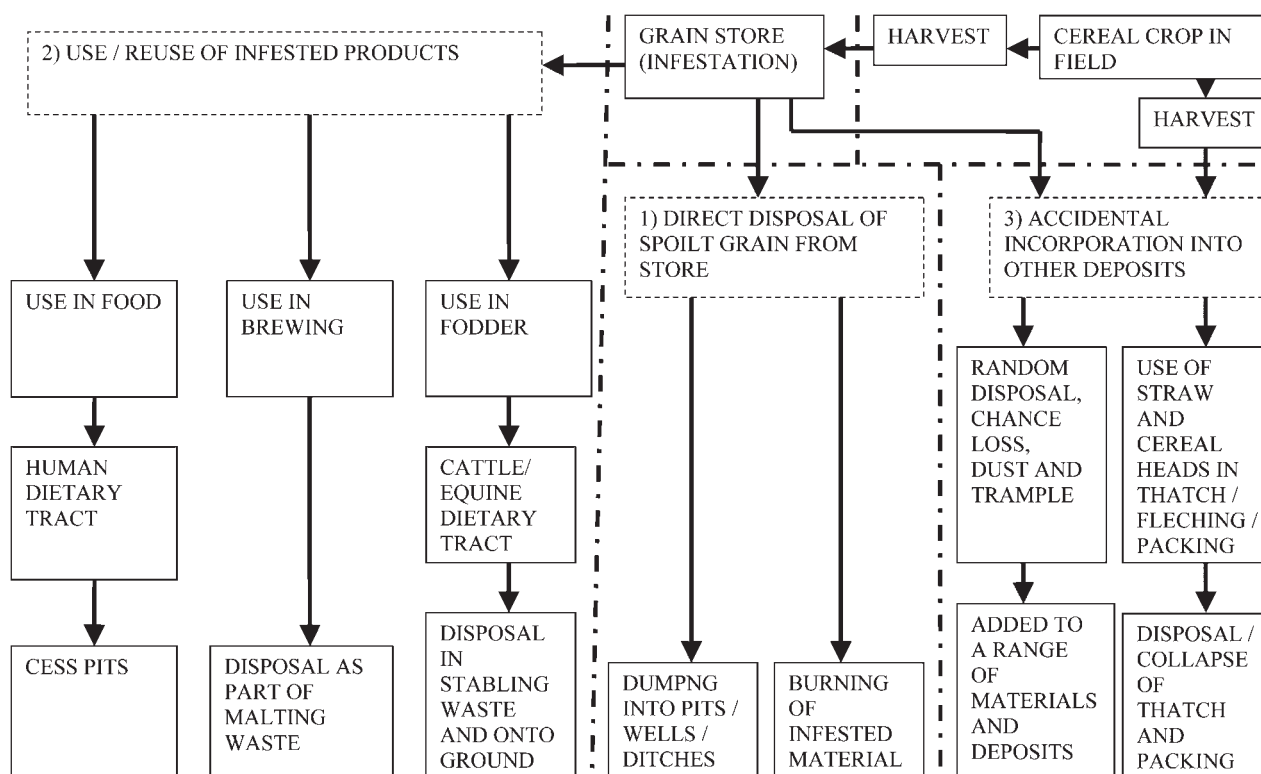 2) USE / REUSE OF INFESTED PRODUCTS
GRAIN STORE
(INFESTATION)
HARVEST
CEREAL CROP IN
FIELD
HARVEST
1) DIRECT DISPOSAL OF
SPOILT GRAIN FROM
STORE
3) ACCIDENTAL
INCORPORATION INTO
OTHER DEPOSITS
USE IN FOOD
USE IN
BREWING
USE IN
FODDER
RANDOM
DISPOSAL,
CHANCE
LOSS,
DUST AND
TRAMPLE
USE OF
STRAW
AND
CEREAL
HEADS IN
THATCH /
FLECHING /
PACKING
HUMAN
DIETARY
TRACT
CATTLE/
EQUINE
DIETARY
TRACT
CESS PITS
DISPOSAL AS
PART OF
MALTING
WASTE
DISPOSAL
IN
STABLING
WASTE
AND ONTO
GROUND
DUMPNG
INTO PITS /
WELLS /
DITCHES
BURNING
OF
INFESTED
MATERIAL
ADDED TO
A RANGE
OF
MATERIALS
AND
DEPOSITS
DISPOSAL /
COLLAPSE
OF
THATCH
AND
PACKING